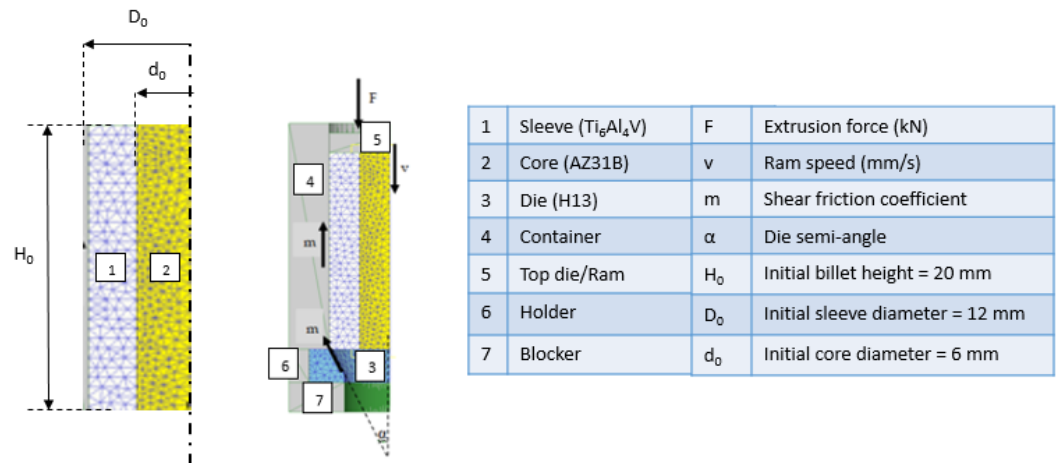 D₀
d₀
H₀
1
2
F
5
4
v
m
m
6
3
7
α
1 Sleeve (Ti₆Al₄V) F Extrusion force (kN)
2 Core (AZ31B) v Ram speed (mm/s)
3 Die (H13) m Shear friction coefficient
4 Container α Die semi-angle
5 Top die/Ram H₀ Initial billet height = 20 mm
6 Holder D₀ Initial sleeve diameter = 12 mm
7 Blocker d₀ Initial core diameter = 6 mm